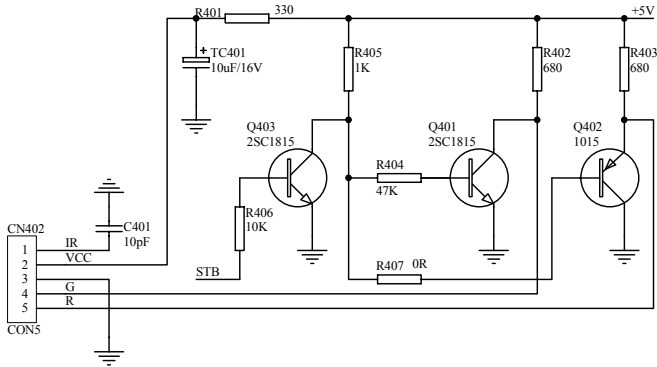 R401 330 +5V
TC401
10uF/16V
R405
1K
R402
680
R403
680
Q403
2SC1815
Q401
2SC1815
Q402
1015
R404
47K
R406
10K
C401
10pF
CN402
1 IR
2 VCC
3
4 G
5 R
CON5
STB
R407 0R
+